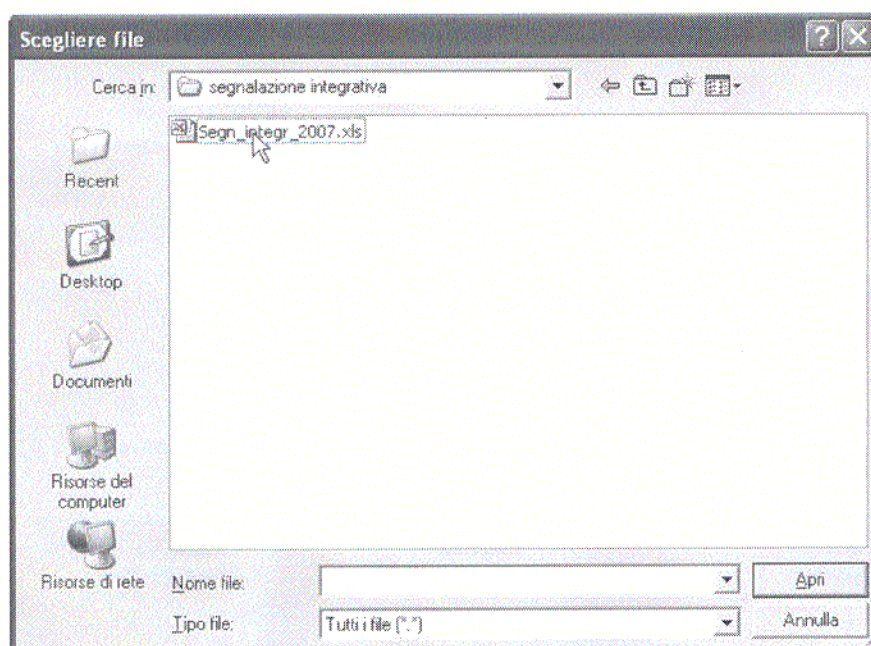 Scegliere file
Cerca in: segnalazione integrativa
Segn_integr_2007.xls
Recent
Desktop
Documenti
Risorse del
computer
Risorse di rete
Nome file:
Apri
Tipo file: Tutti i file (*.*)
Annulla